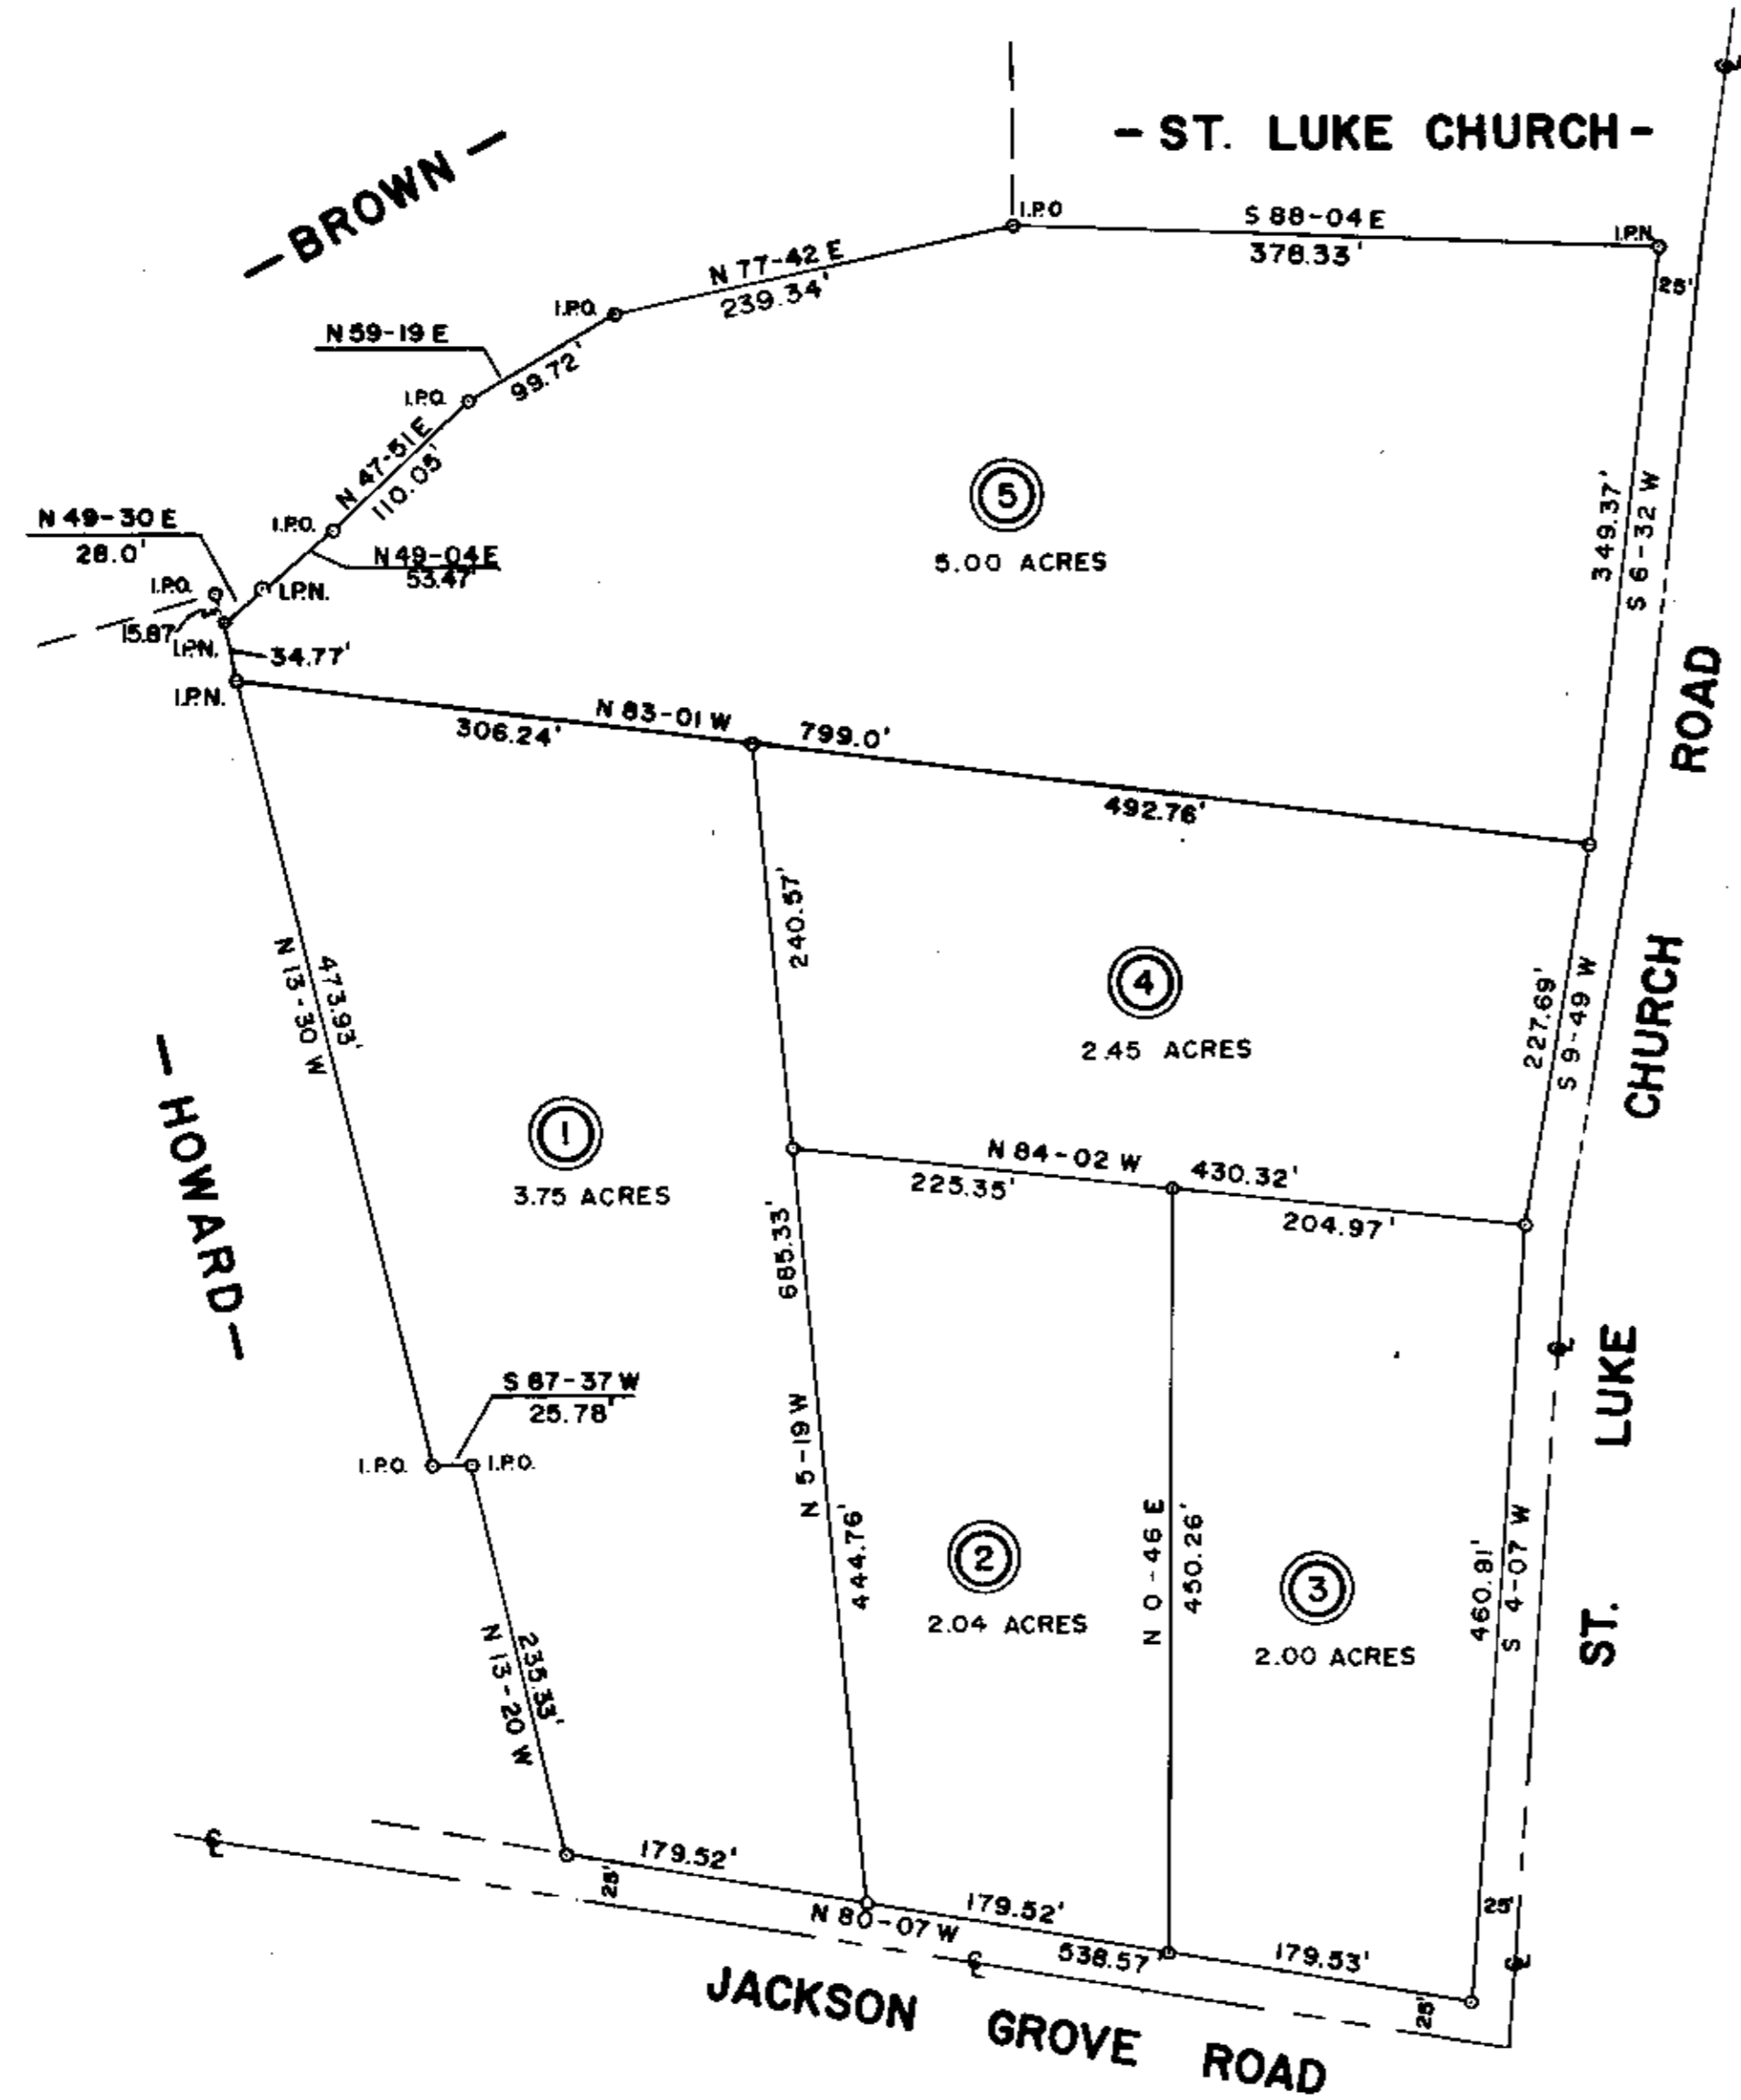 - ST. LUKE CHURCH -
- BROWN -
I.P.O
S 88-04 E
378.33'
I.P.N.
25'
N 77-42 E
239.34'
I.P.O.
N 59-19 E
99.72'
I.P.O.
N 47-51 E
110.05'
I.P.O.
N 49-30 E
28.0'
N 49-04 E
53.47'
I.P.O.
I.P.N.
15.87
I.P.N.
34.77'
I.P.N.
5
5.00 ACRES
349.37'
S 6-32 W
N 83-01 W
306.24'
799.0'
492.76'
240.57'
4
2.45 ACRES
227.69'
S 9-49 W
473.93'
N 13-30 W
- HOWARD -
1
3.75 ACRES
N 84-02 W
225.35'
430.32'
204.97'
685.33'
N 5-19 W
444.76'
S 87-37 W
25.78'
I.P.O.
I.P.O.
2
2.04 ACRES
N 0-46 E
450.26'
3
2.00 ACRES
460.91'
S 4-07 W
235.33'
N 13-20 W
ST. LUKE CHURCH ROAD
179.52'
25'
N 80-07 W
179.52'
538.57'
179.53'
25'
25'
JACKSON GROVE ROAD